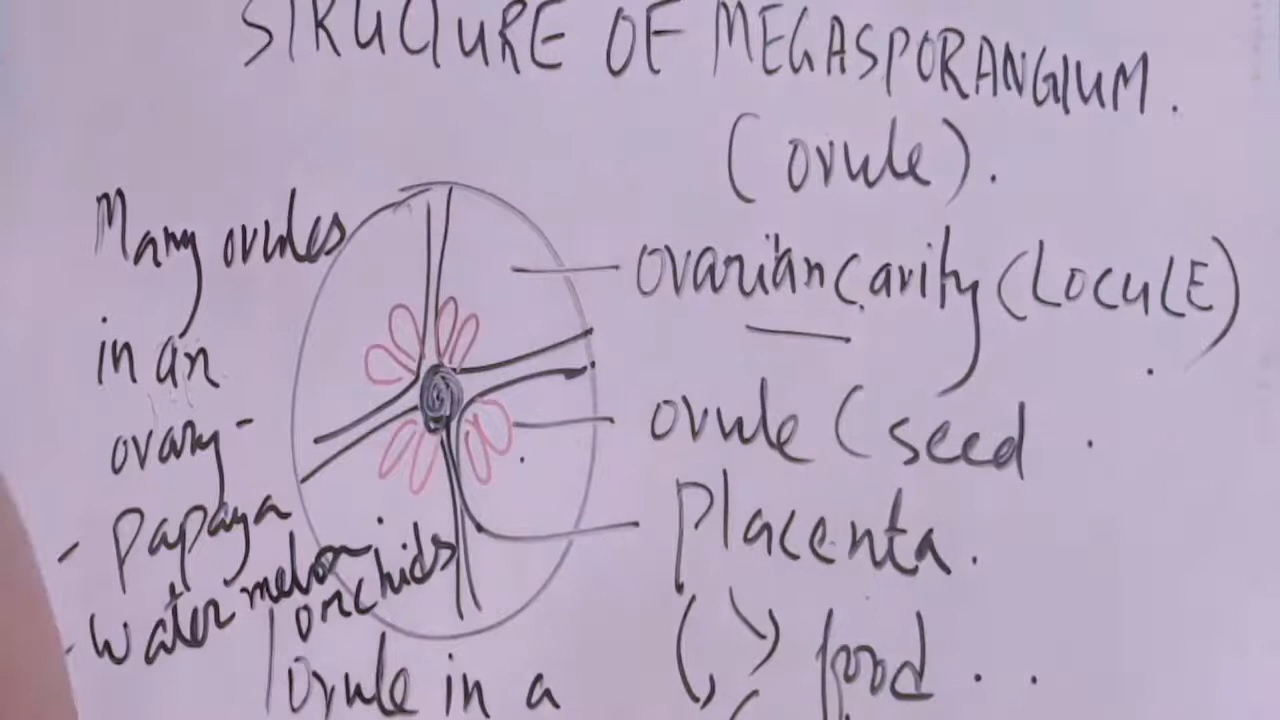 STRUCTURE OF MEGASPORANGIUM.
(ovule).
Many ovules
in an
ovary-
- Papaya
- Water melon
orchids
ovarian Cavity (LOCULE)
ovule (seed
Placenta.
food . .
ovule in a